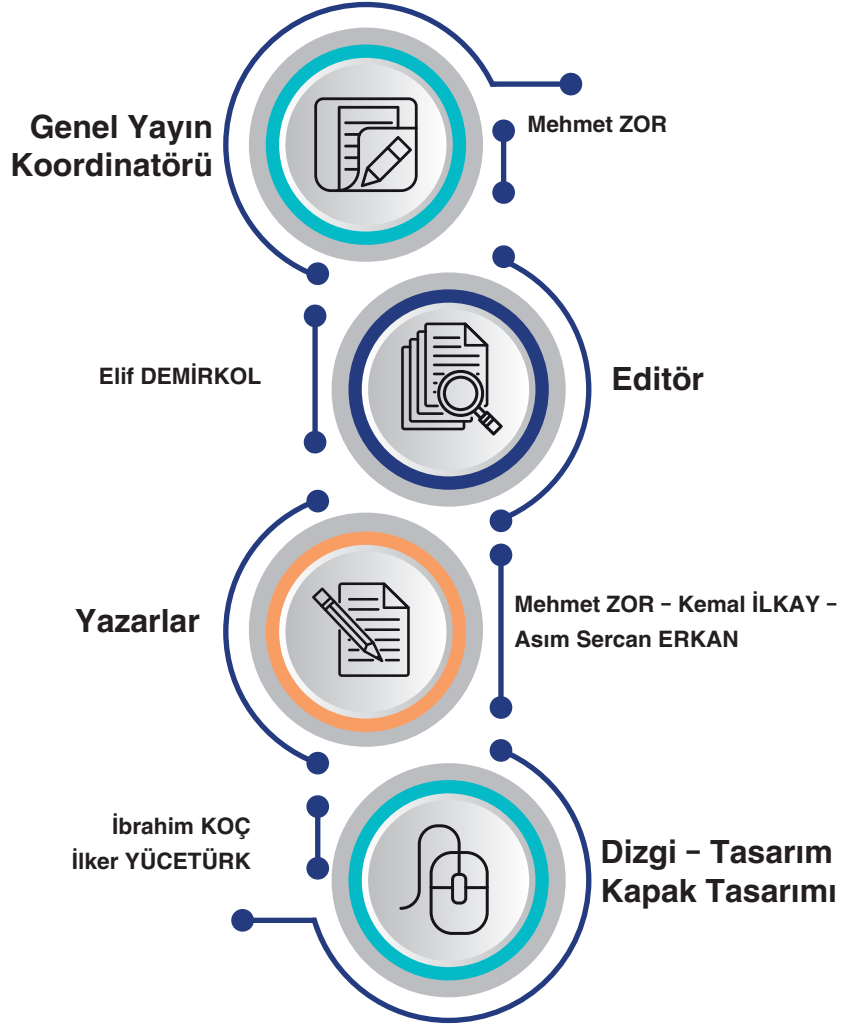 Genel Yayın
Koordinatörü
Mehmet ZOR
Elif DEMİRKOL
Editör
Yazarlar
Mehmet ZOR – Kemal İLKAY –
Asım Sercan ERKAN
İbrahim KOÇ
İlker YÜCETÜRK
Dizgi – Tasarım
Kapak Tasarımı